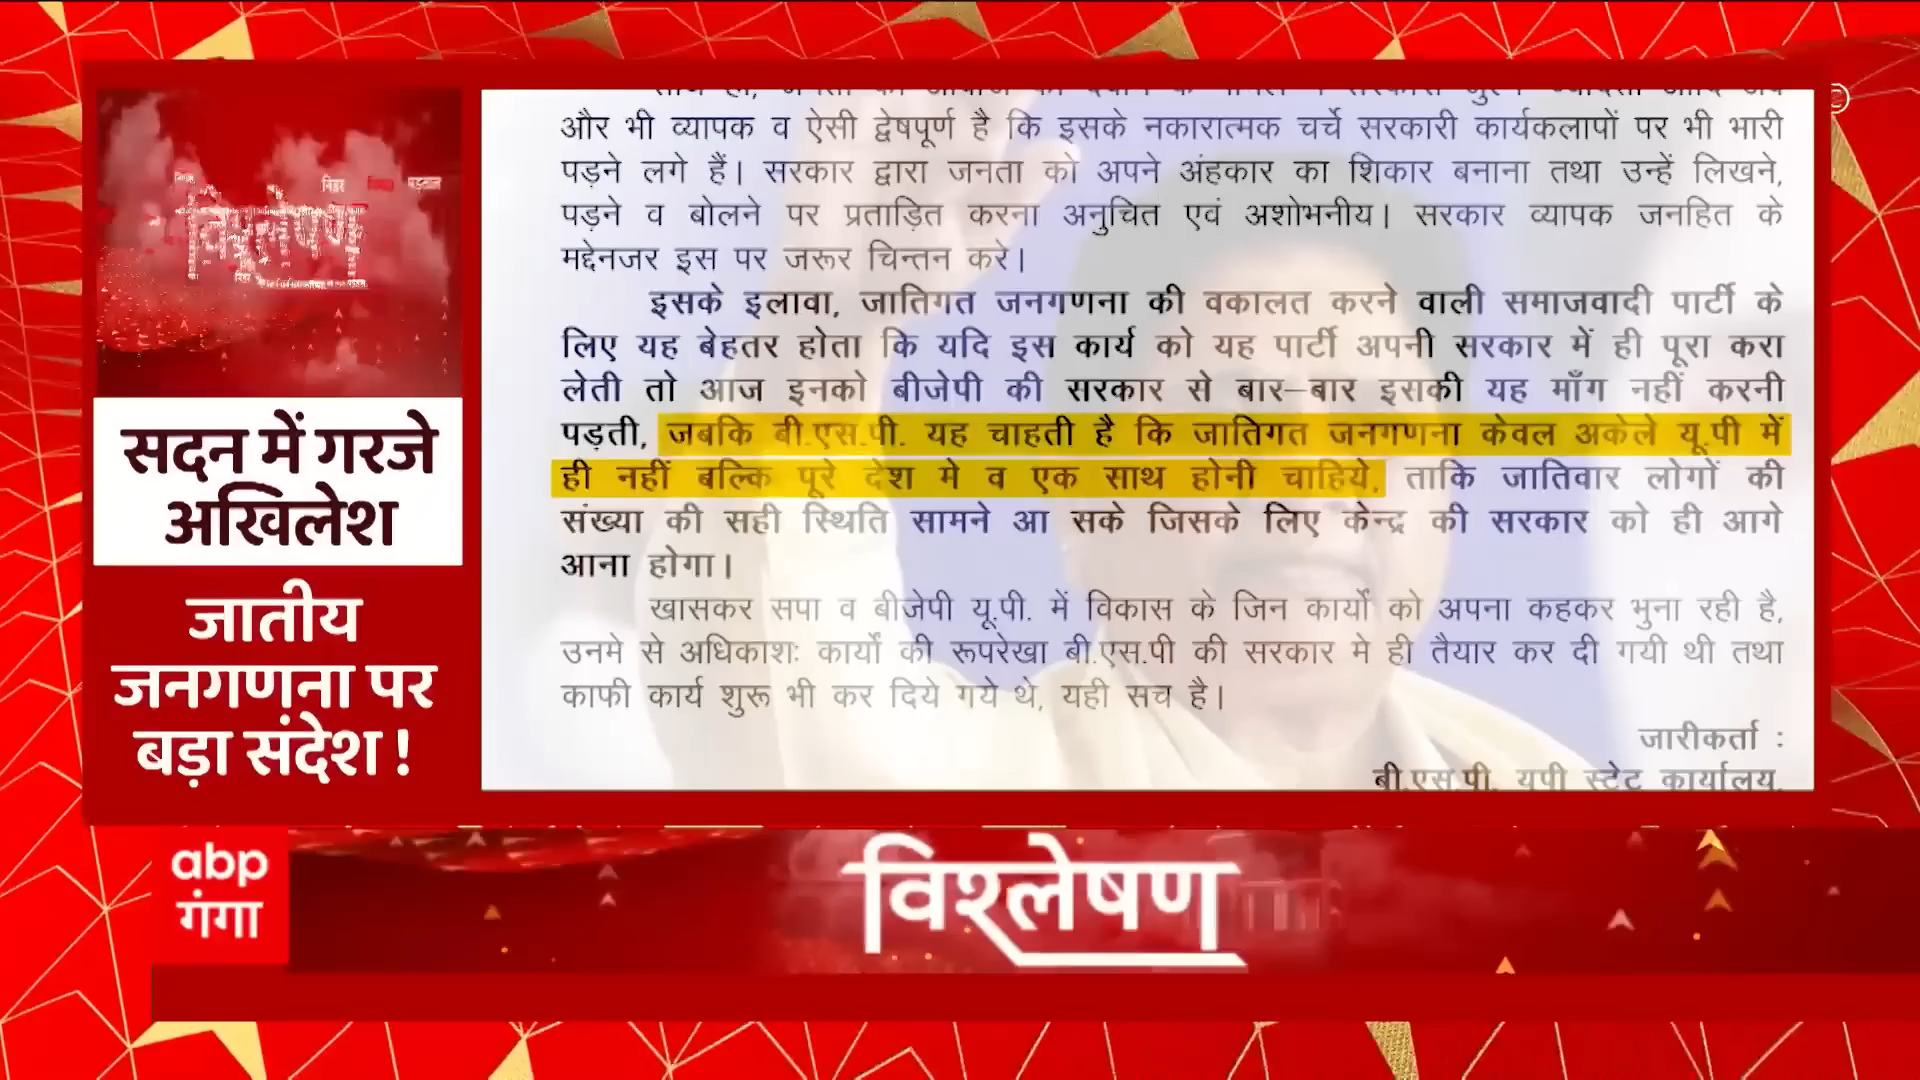 सदन में गरजे
अखिलेश
जातीय
जनगणना पर
बड़ा संदेश !
और भी व्यापक व ऐसी द्वेषपूर्ण है कि इसके नकारात्मक चर्चे सरकारी कार्यकलापों पर भी भारी
पड़ने लगे हैं। सरकार द्वारा जनता को अपने अंहकार का शिकार बनाना तथा उन्हें लिखने,
पड़ने व बोलने पर प्रताड़ित करना अनुचित एवं अशोभनीय। सरकार व्यापक जनहित के
मद्देनजर इस पर जरूर चिन्तन करे।
इसके इलावा, जातिगत जनगणना की वकालत करने वाली समाजवादी पार्टी के
लिए यह बेहतर होता कि यदि इस कार्य को यह पार्टी अपनी सरकार में ही पूरा करा
लेती तो आज इनको बीजेपी की सरकार से बार–बार इसकी यह माँग नहीं करनी
पड़ती, जबकि बी.एस.पी. यह चाहती है कि जातिगत जनगणना केवल अकेले यू.पी में
ही नहीं बल्कि पूरे देश मे व एक साथ होनी चाहिये, ताकि जातिवार लोगों की
संख्या की सही स्थिति सामने आ सके जिसके लिए केन्द्र की सरकार को ही आगे
आना होगा।
खासकर सपा व बीजेपी यू.पी. में विकास के जिन कार्यो को अपना कहकर भुना रही है,
उनमे से अधिकाशः कार्यों की रूपरेखा बी.एस.पी की सरकार मे ही तैयार कर दी गयी थी तथा
काफी कार्य शुरू भी कर दिये गये थे, यही सच है।
जारीकर्ता :
बी.एस.पी. यूपी स्टेट कार्यालय,
abp
गंगा
विश्लेषण